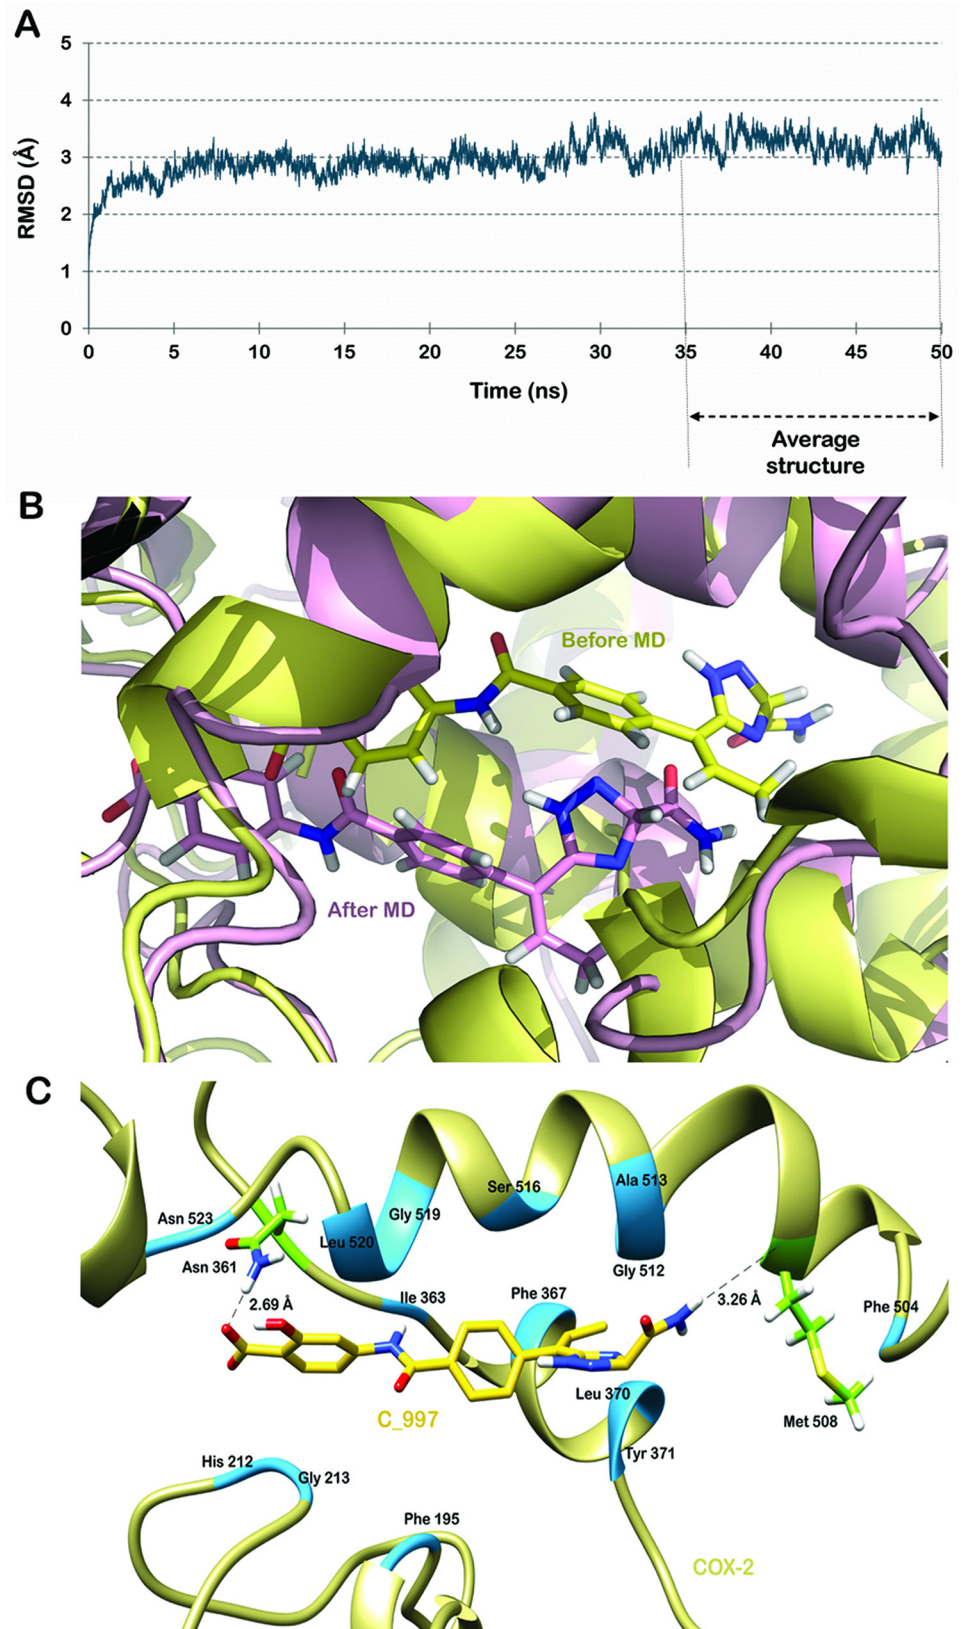 A
5
4
3
2
1
0
RMSD (Å)
0 5 10 15 20 25 30 35 40 45 50
Time (ns)
Average
structure
B
Before MD
After MD
C
Asn 523
Asn 361
2.69 Å
Leu 520
Gly 519
Ser 516
Ala 513
Gly 512
Ile 363
Phe 367
3.26 Å
Phe 504
Leu 370
Met 508
C_997
Tyr 371
His 212
Gly 213
Phe 195
COX-2